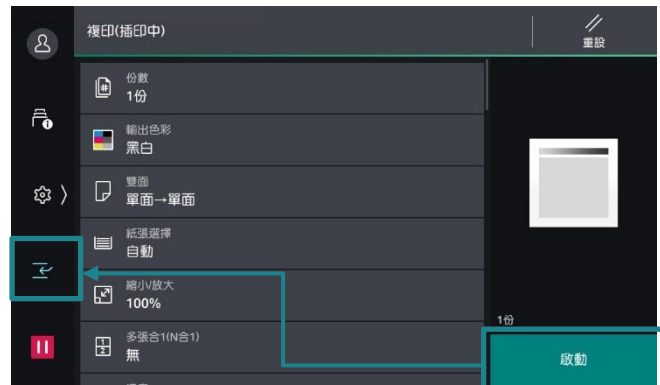 複印(插印中)
重設
份數
1份
輸出色彩
黑白
雙面
單面→單面
紙張選擇
自動
縮小/放大
100%
多張合1(N合1)
無
1份
啟動